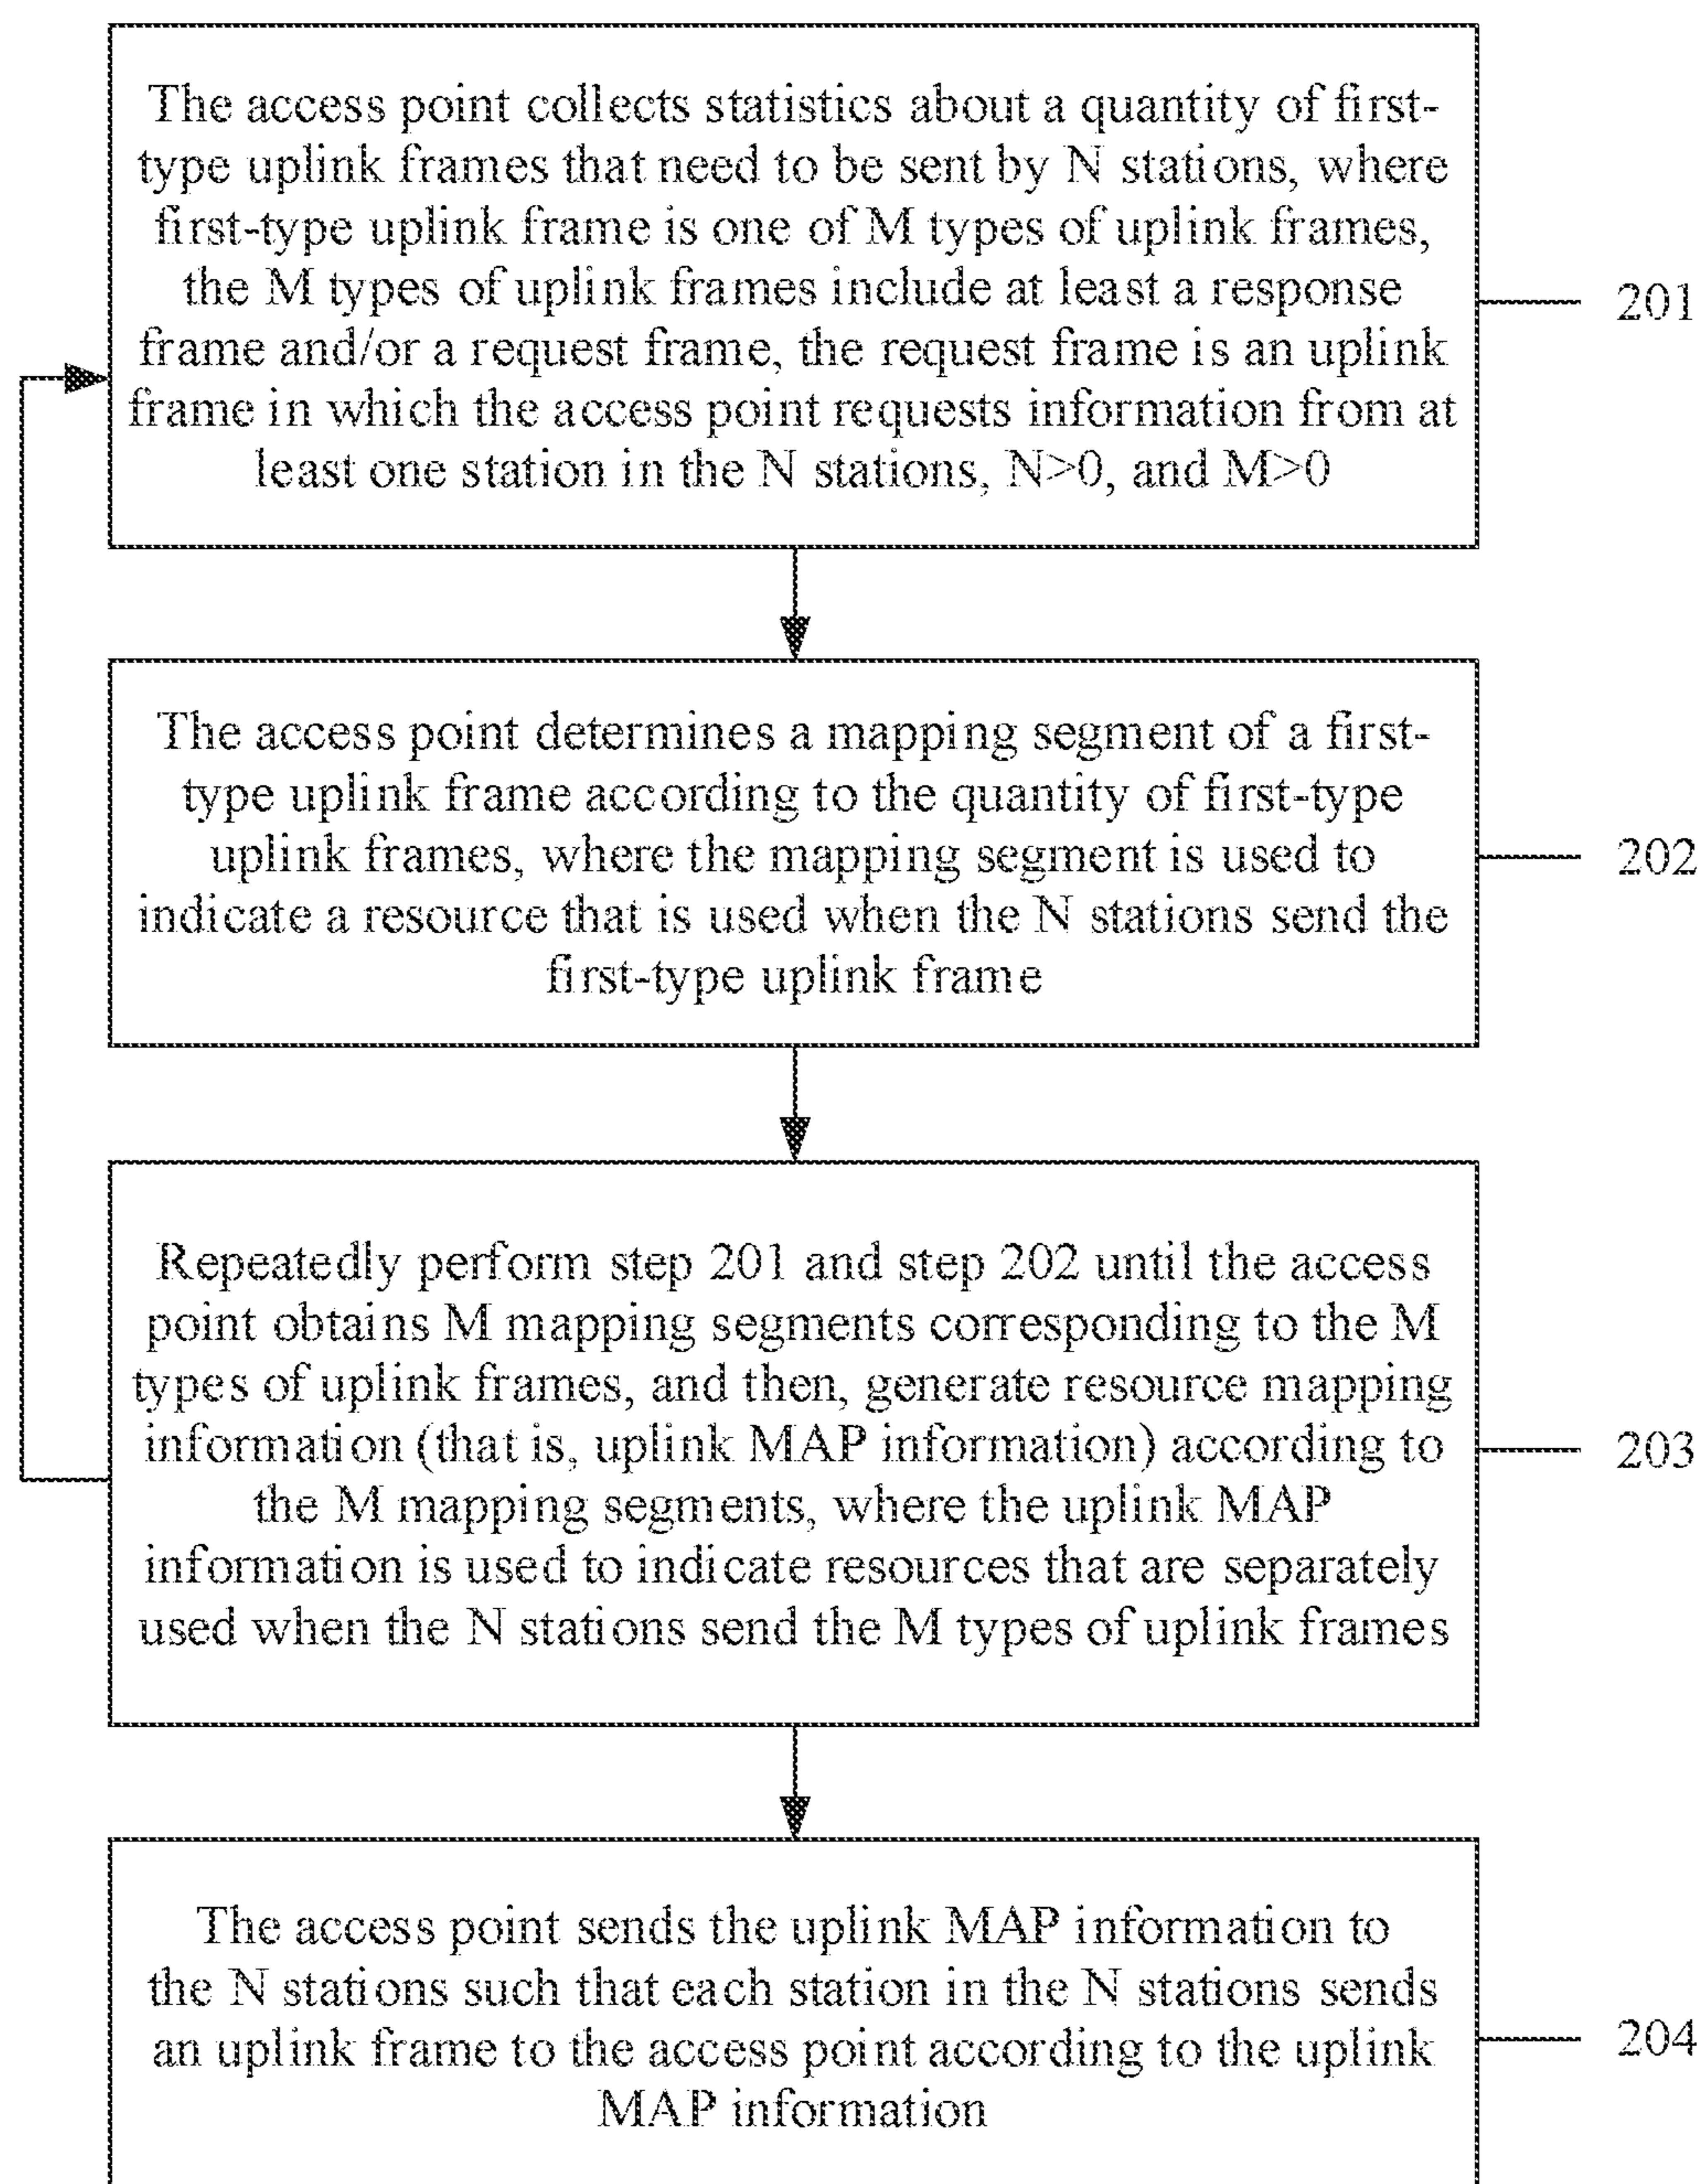 The access point collects statistics about a quantity of first-
type uplink frames that need to be sent by N stations, where
first-type uplink frame is one of M types of uplink frames,
the M types of uplink frames include at least a response
frame and/or a request frame, the request frame is an uplink
frame in which the access point requests information from at
least one station in the N stations, N>0, and M>0
201
The access point determines a mapping segment of a first-
type uplink frame according to the quantity of first-type
uplink frames, where the mapping segment is used to
indicate a resource that is used when the N stations send the
first-type uplink frame
202
Repeatedly perform step 201 and step 202 until the access
point obtains M mapping segments corresponding to the M
types of uplink frames, and then, generate resource mapping
information (that is, uplink MAP information) according to
the M mapping segments, where the uplink MAP
information is used to indicate resources that are separately
used when the N stations send the M types of uplink frames
203
The access point sends the uplink MAP information to
the N stations such that each station in the N stations sends
an uplink frame to the access point according to the uplink
MAP information
204